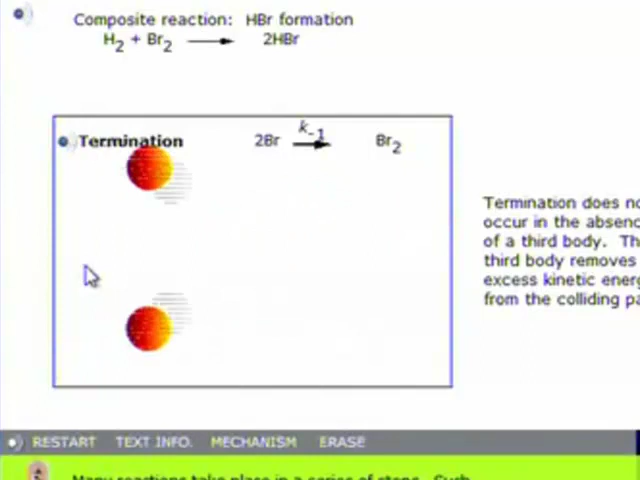 Composite reaction: HBr formation
H2 + Br2 ⟶ 2HBr
Termination 2Br k-1 ⟶ Br2
Termination does no
occur in the absenc
of a third body. Th
third body removes
excess kinetic energ
from the colliding pa
RESTART TEXT INFO. MECHANISM ERASE
Many reactions take place in a series of steps. Such